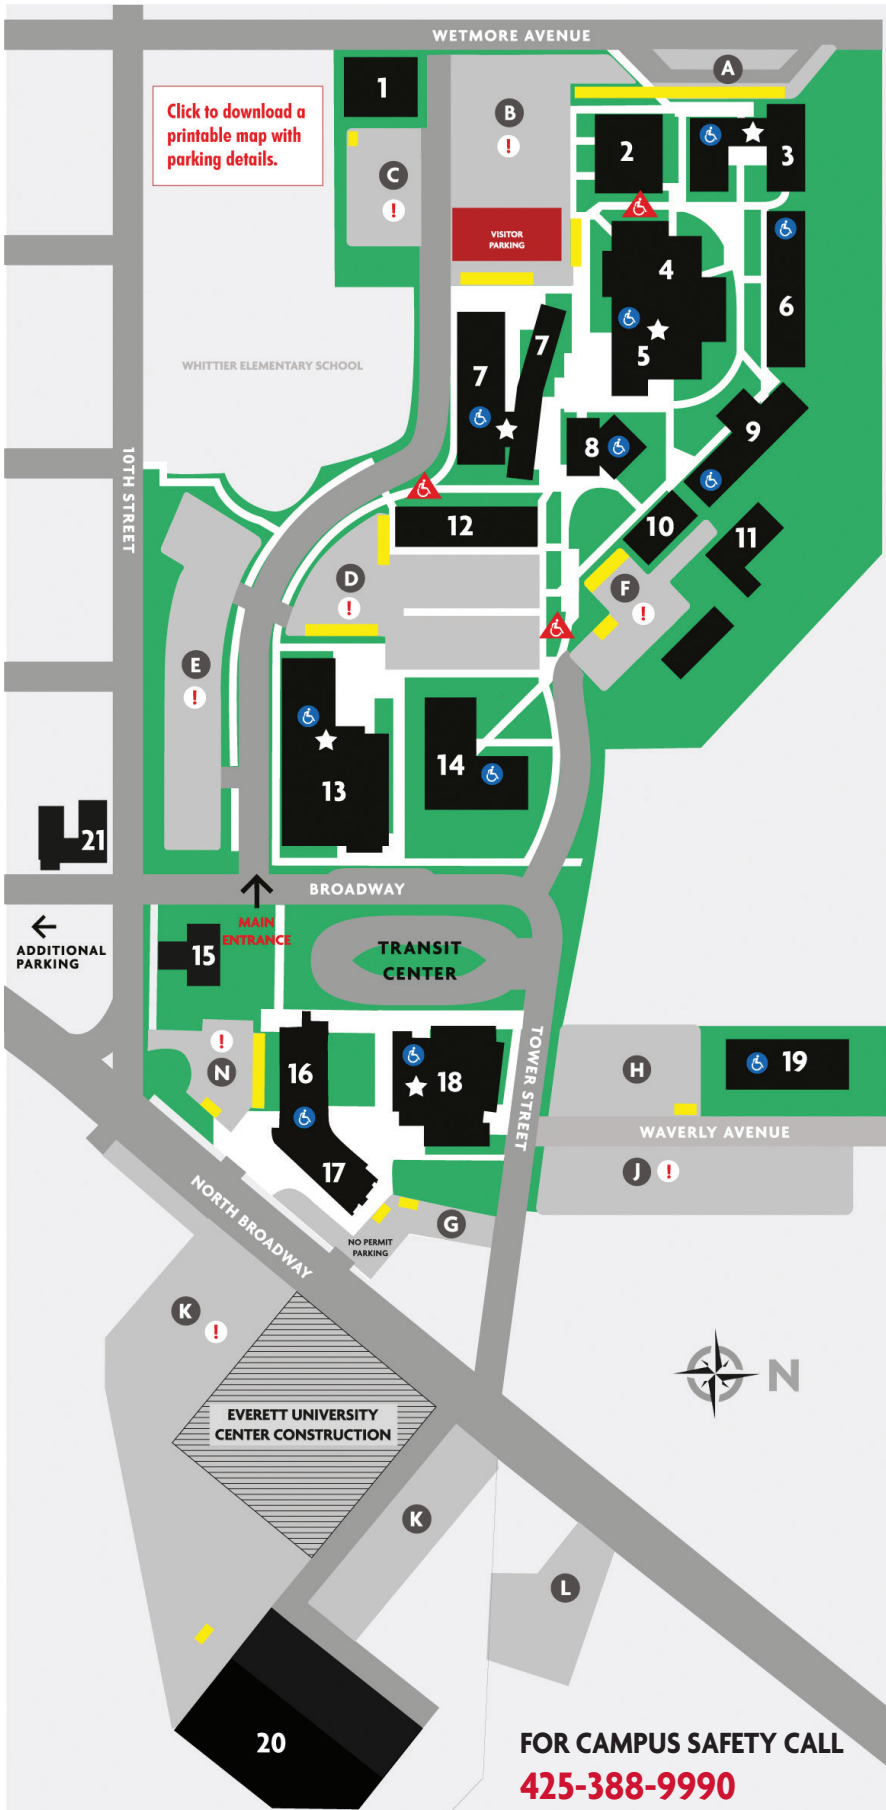 WETMORE AVENUE
A
1
Click to download a
printable map with
parking details.
B
!
2
3
C
!
VISITOR
PARKING
4
6
5
7
7
WHITTIER ELEMENTARY SCHOOL
8
9
10TH STREET
12
10
11
D
!
F
!
E
!
13
14
21
BROADWAY
MAIN
ENTRANCE
ADDITIONAL
PARKING
15
TRANSIT
CENTER
!
N
16
18
TOWER STREET
H
19
WAVERLY AVENUE
17
J !
NORTH BROADWAY
G
NO PERMIT
PARKING
K
!
N
EVERETT UNIVERSITY
CENTER CONSTRUCTION
K
L
20
FOR CAMPUS SAFETY CALL
425-388-9990